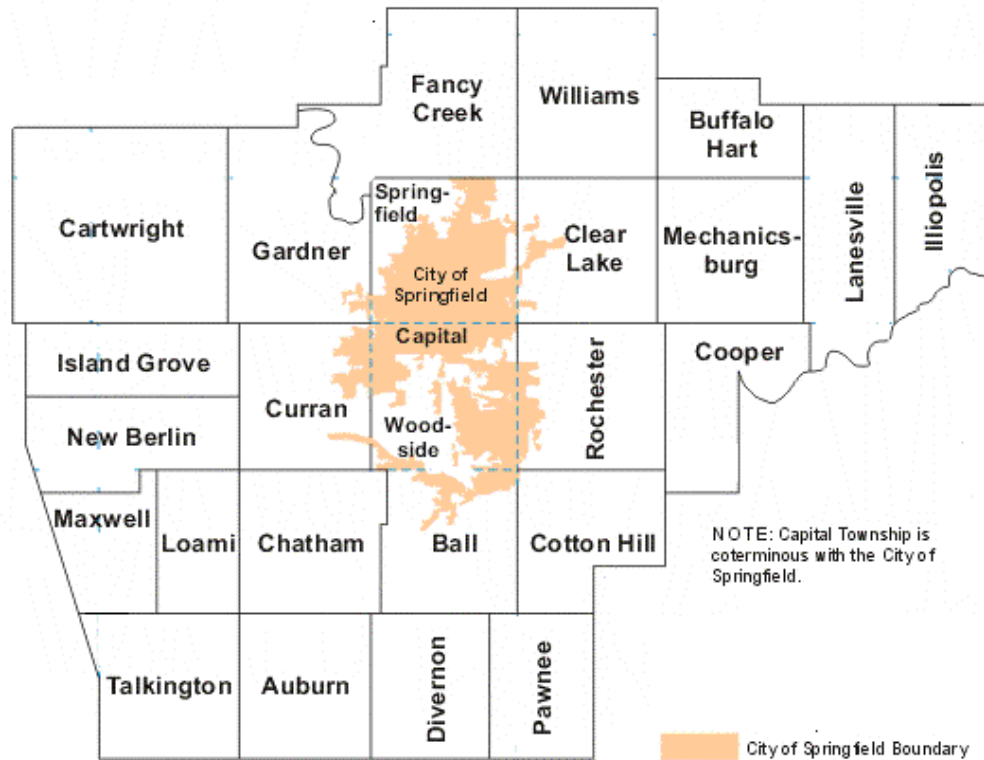 Fancy
Creek
Williams
Buffalo
Hart
Lanesville
Illiopolis
Cartwright
Gardner
Spring-
field
Clear
Lake
Mechanics-
burg
City of
Springfield
Capital
Island Grove
Curran
Wood-
side
Rochester
Cooper
New Berlin
Maxwell
Loami
Chatham
Ball
Cotton Hill
NOTE: Capital Township is
coterminous with the City of
Springfield.
Talkington
Auburn
Divernon
Pawnee
City of Springfield Boundary